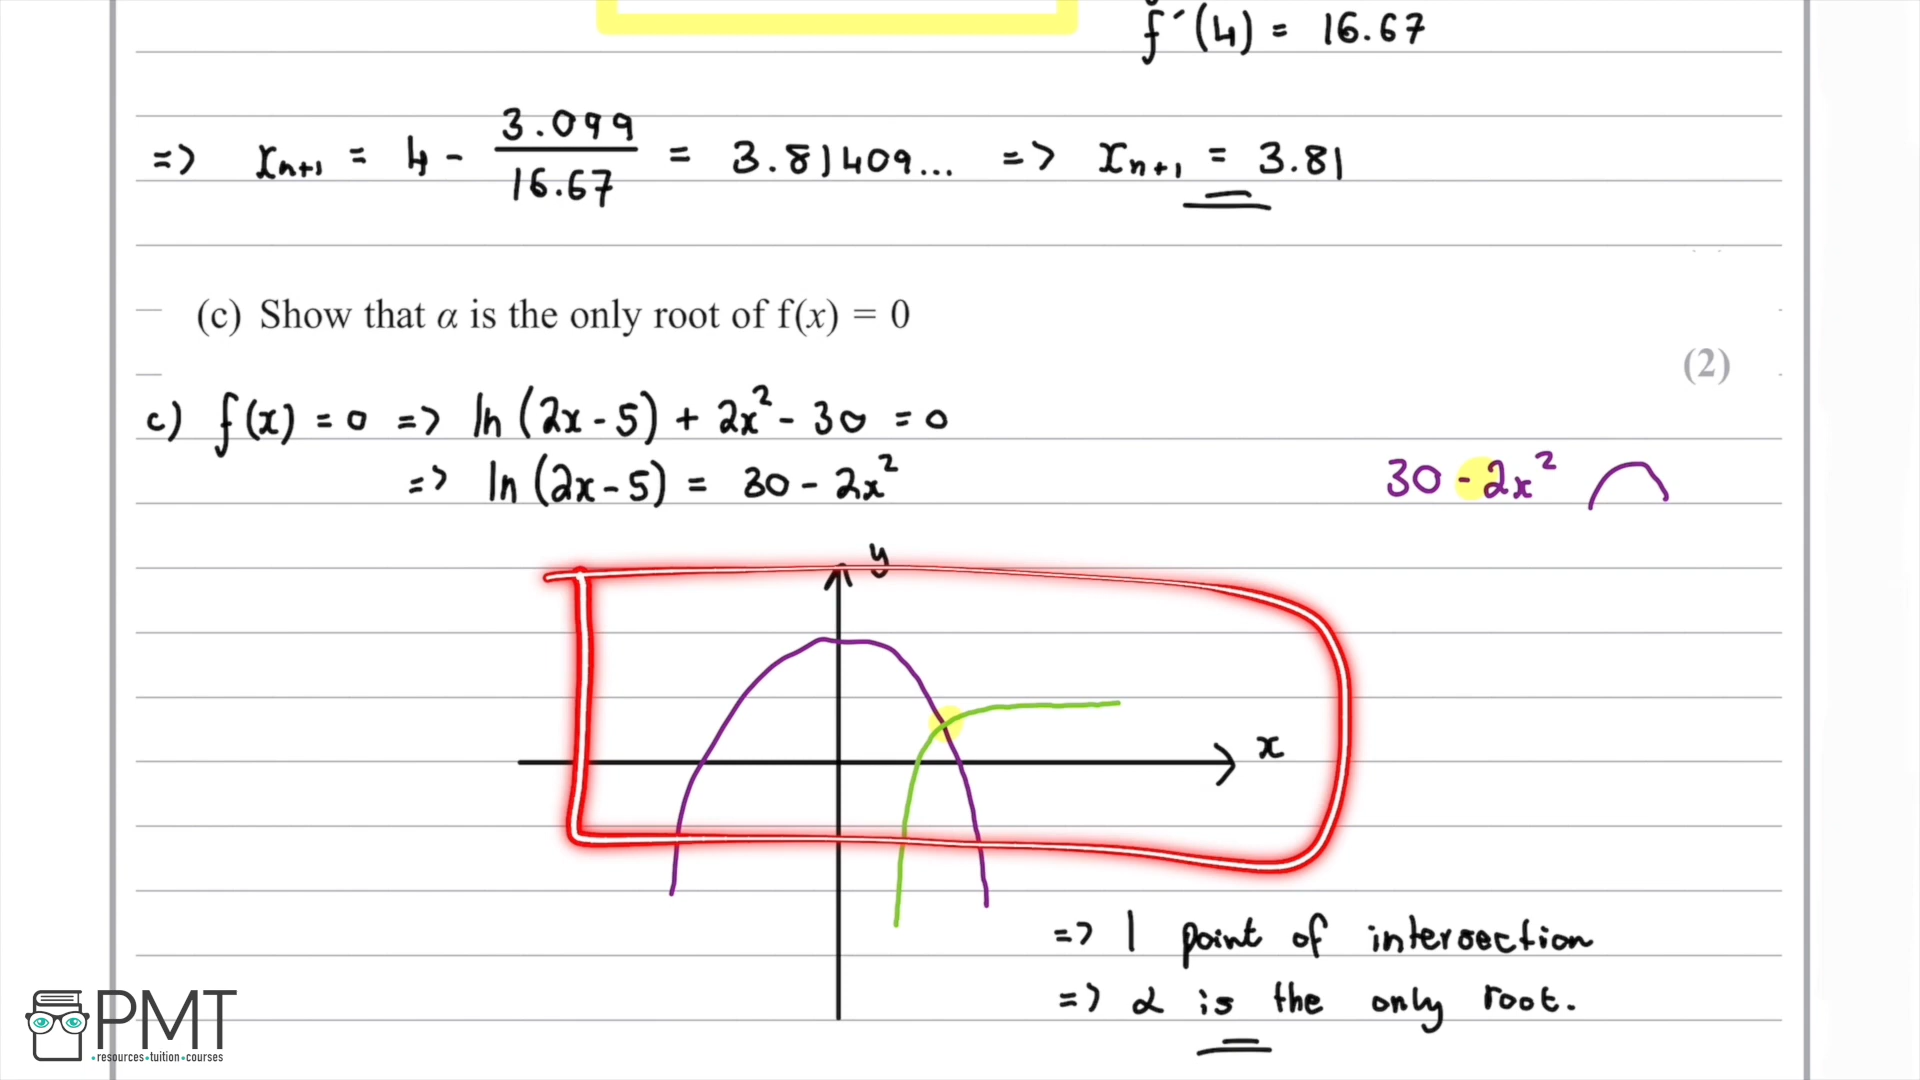 f´(4) = 16.67
=> xₙ₊₁ = 4 - 3.099/16.67 = 3.81409... => xₙ₊₁ = 3.81
(c) Show that α is the only root of f(x) = 0
(2)
c) f(x) = 0 => ln (2x - 5) + 2x² - 30 = 0
=> ln (2x - 5) = 30 - 2x²
30 - 2x²
y
x
=> 1 point of intersection
=> α is the only root.
PMT
•resources•tuition•courses